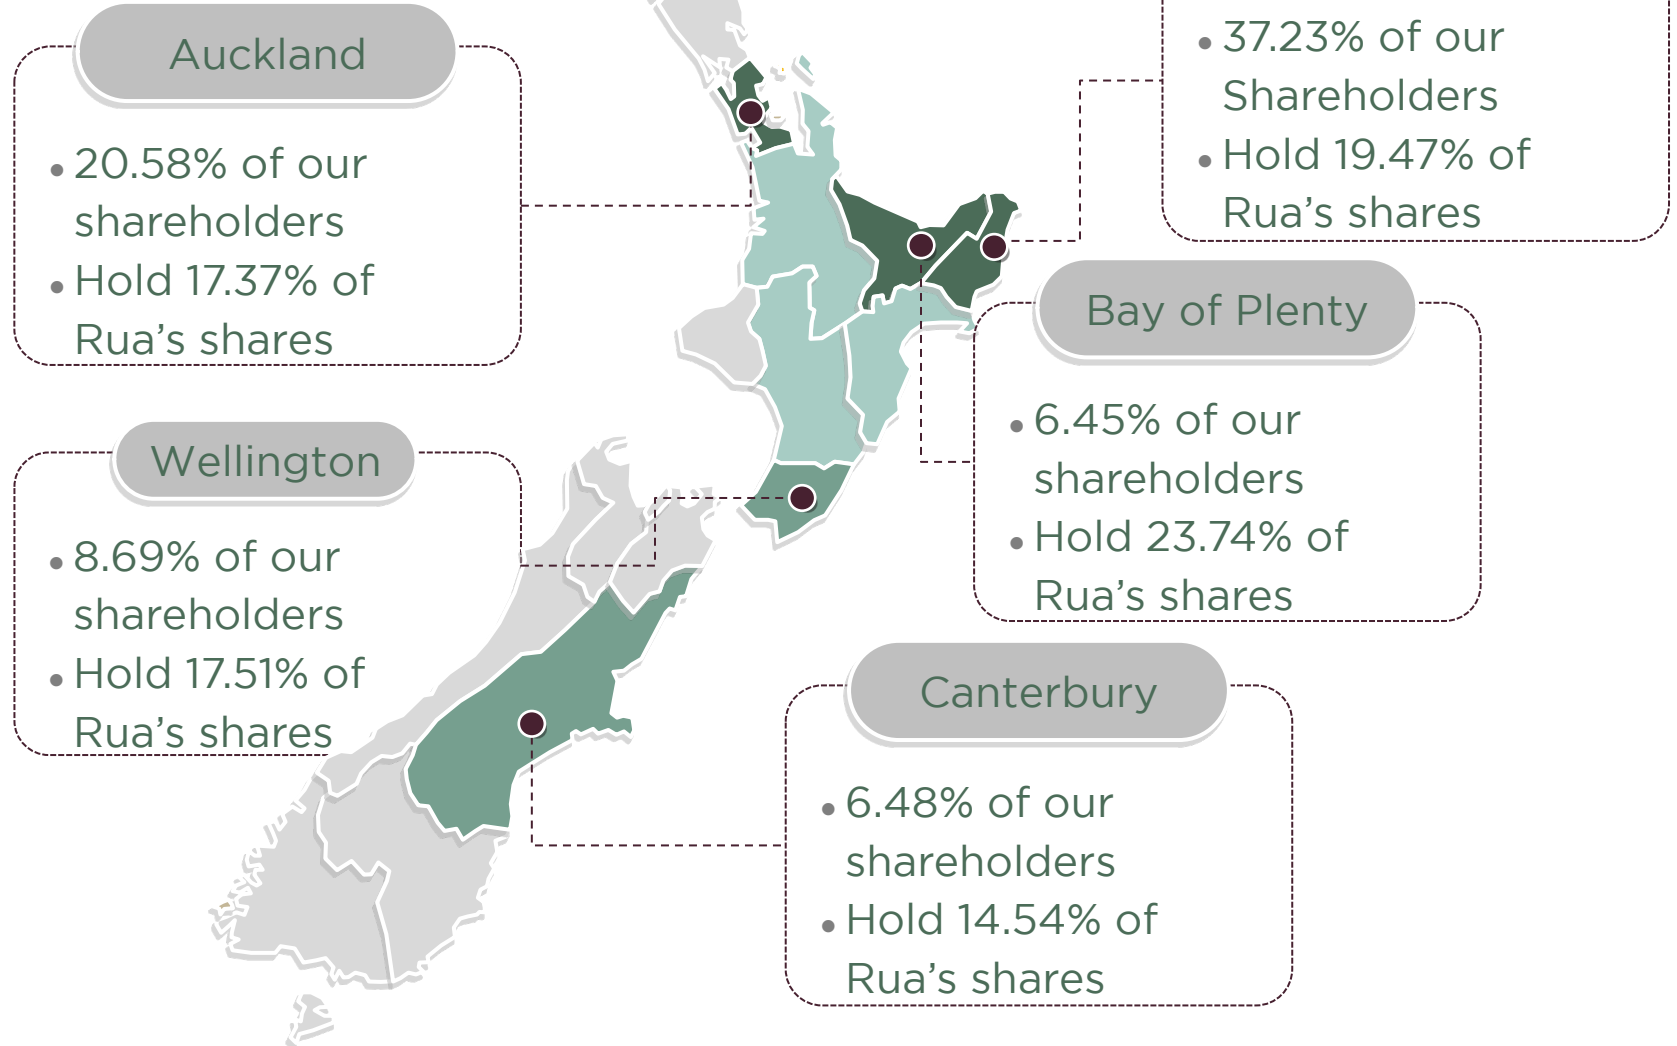 Auckland
• 20.58% of our
shareholders
• Hold 17.37% of
Rua’s shares
• 37.23% of our
Shareholders
• Hold 19.47% of
Rua’s shares
Bay of Plenty
• 6.45% of our
shareholders
• Hold 23.74% of
Rua’s shares
Wellington
• 8.69% of our
shareholders
• Hold 17.51% of
Rua’s shares
Canterbury
• 6.48% of our
shareholders
• Hold 14.54% of
Rua’s shares